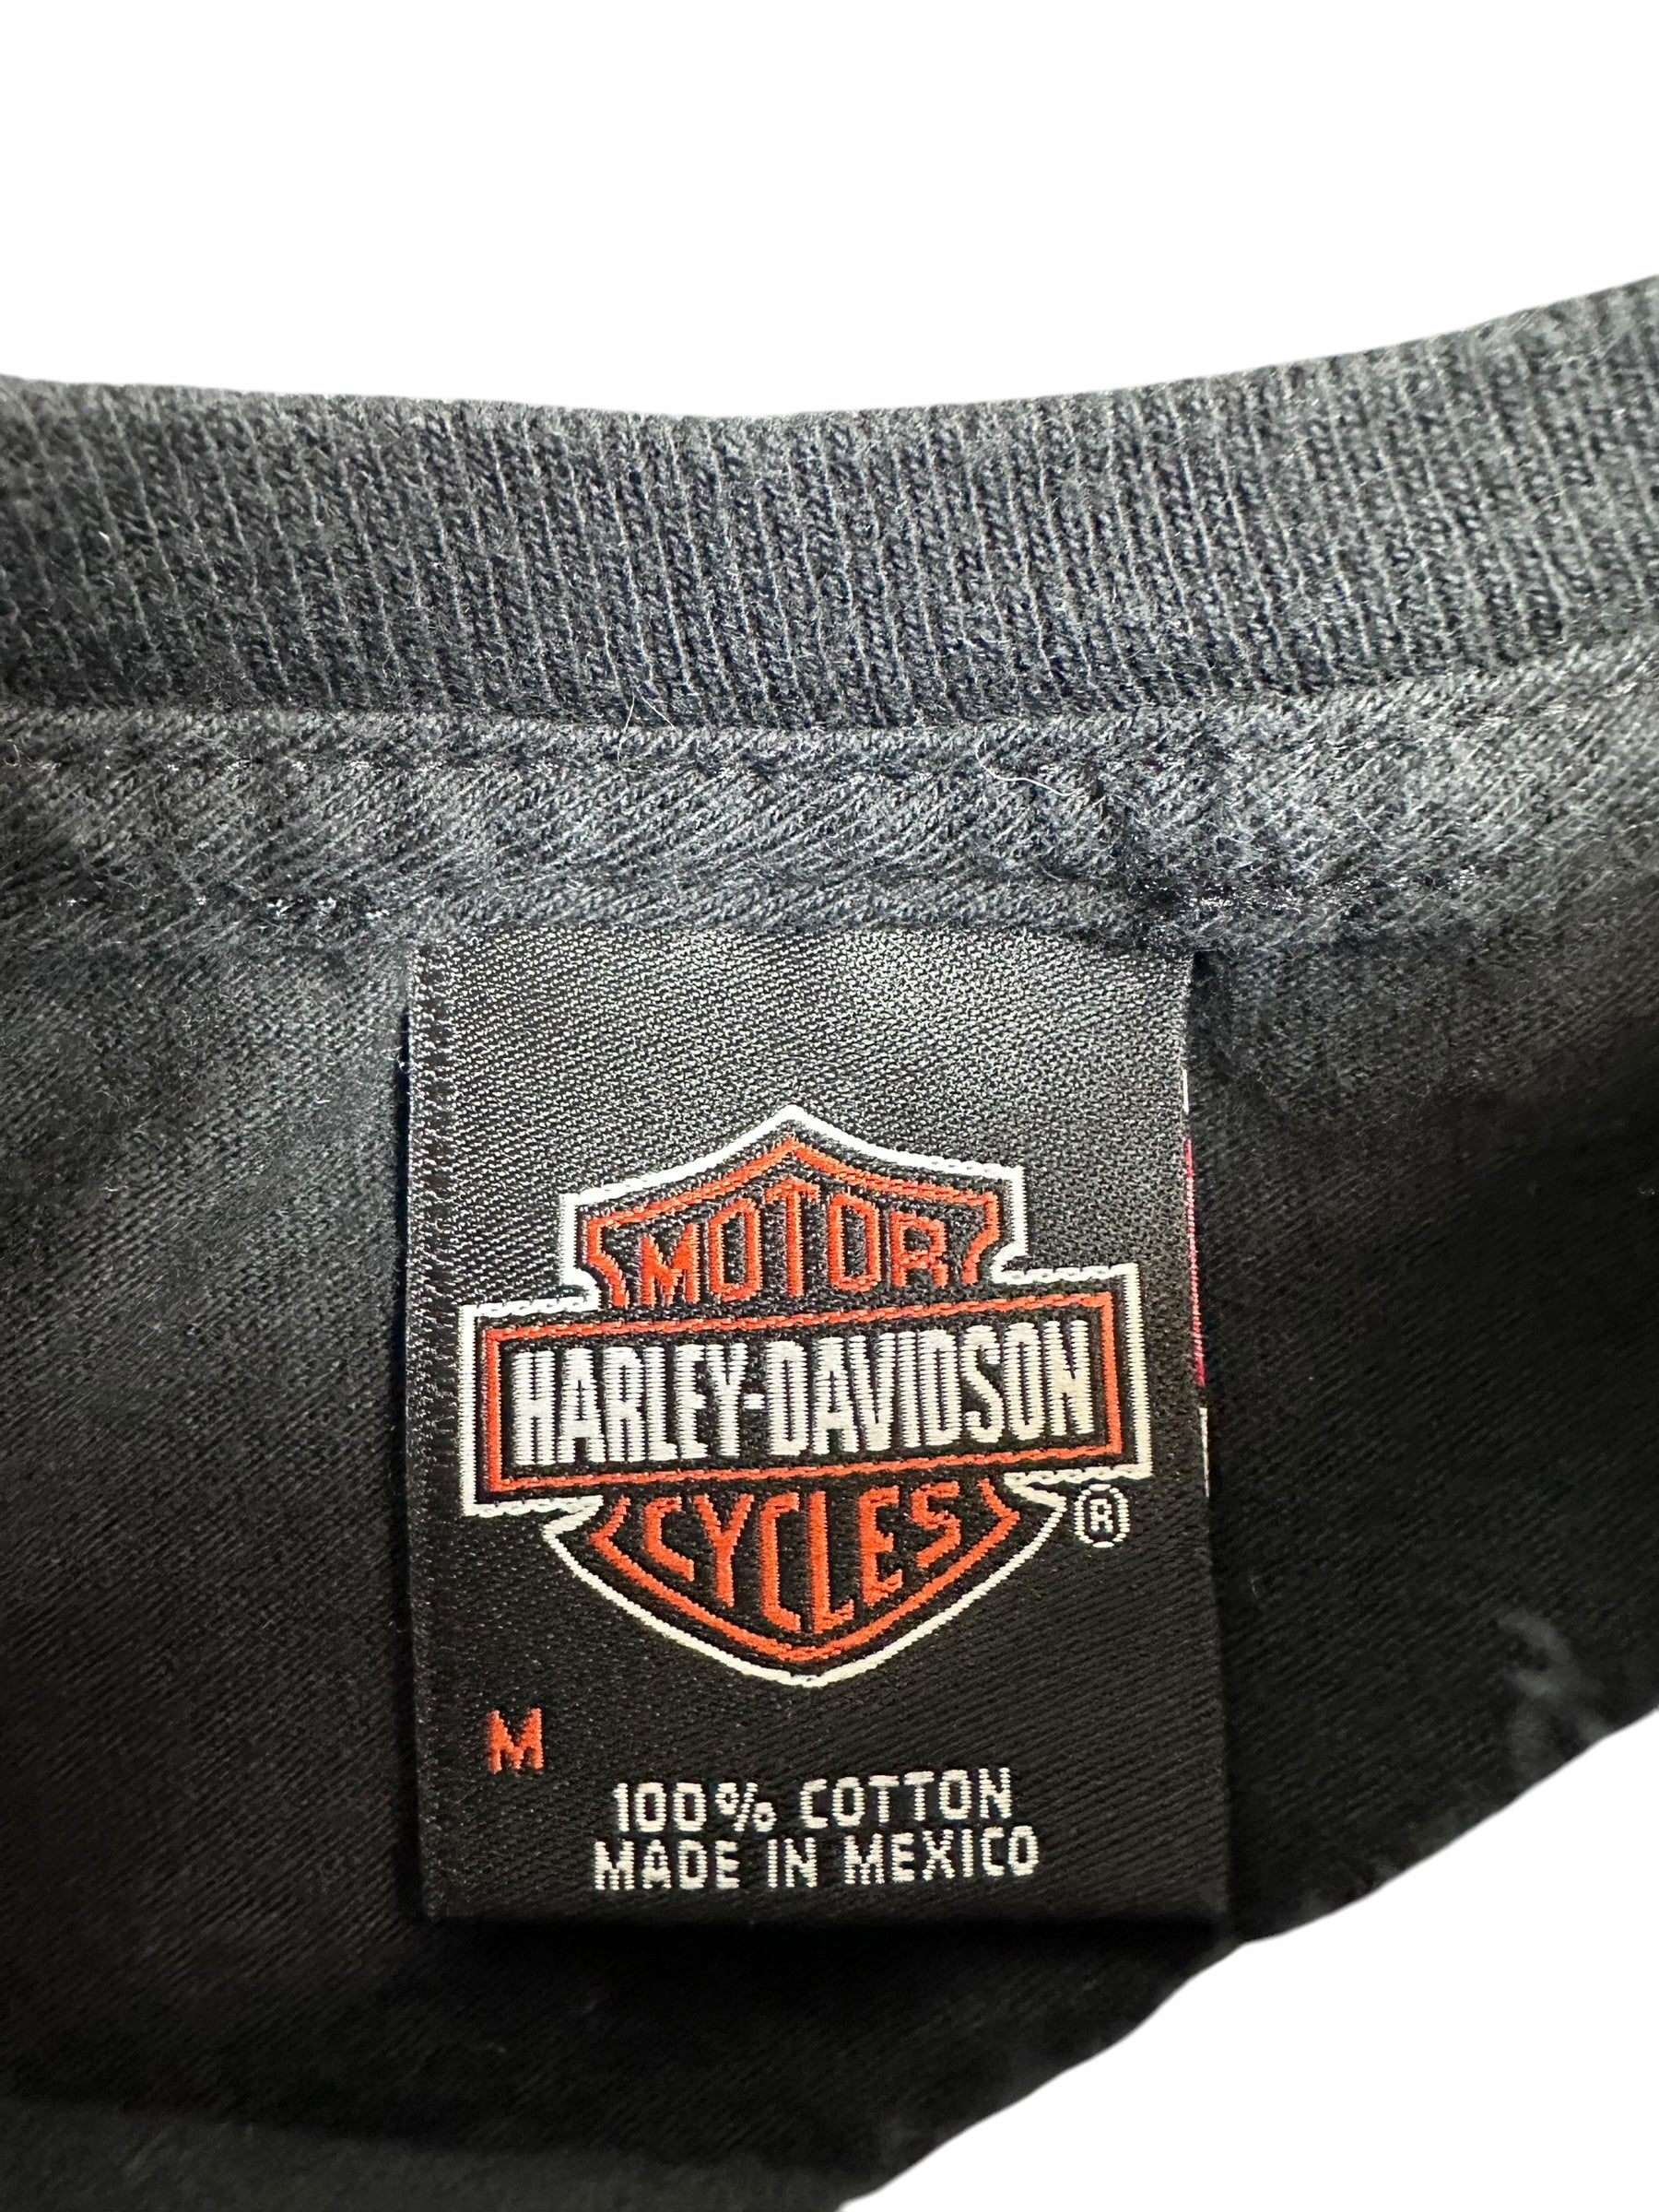 MOTOR
HARLEY-DAVIDSON
CYCLES
®
M
100% COTTON
MADE IN MEXICO